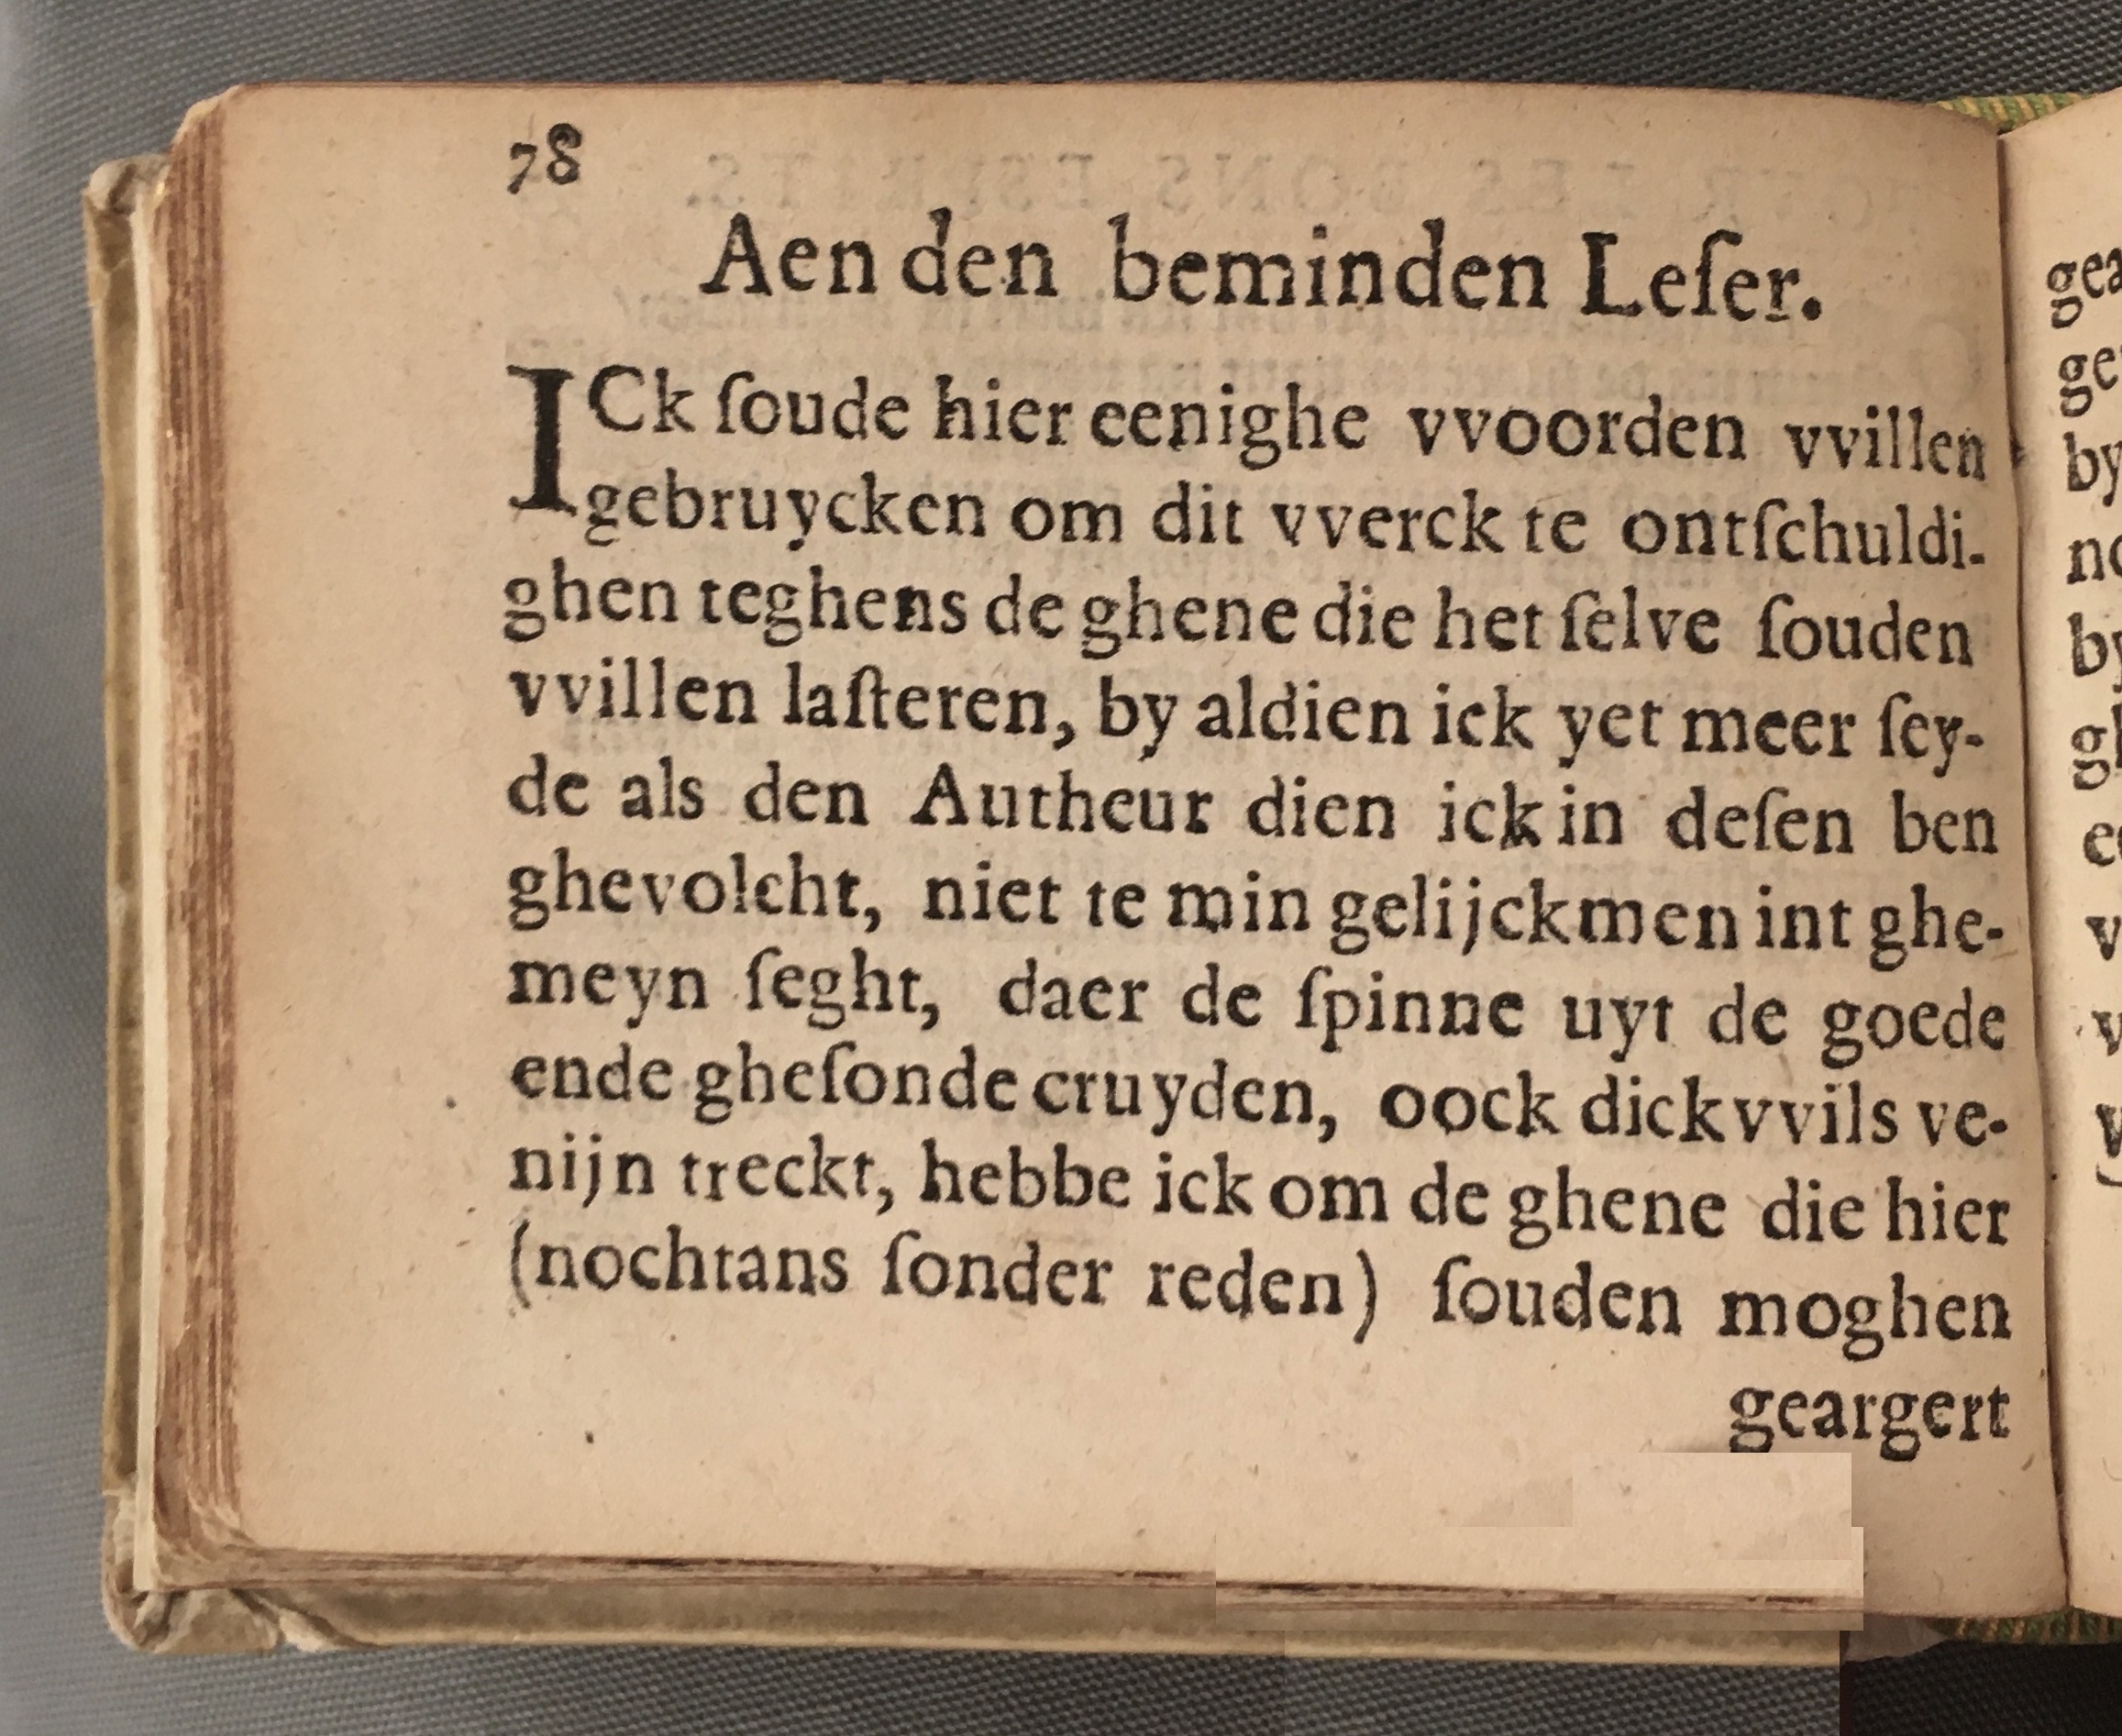 78
Aen den beminden Leſer.
ICk ſoude hier eenighe vvoorden vvillen
gebruycken om dit vverck te ontſchuldi-
ghen teghens de ghene die het ſelve ſouden
vvillen laſteren, by aldien ick yet meer ſey-
de als den Autheur dien ick in deſen ben
ghevolcht, niet te min gelijckmen int ghe-
meyn ſeght, daer de ſpinne uyt de goede
ende gheſonde cruyden, oock dickvvils ve-
nijn treckt, hebbe ick om de ghene die hier
(nochtans ſonder reden) ſouden moghen
geargert